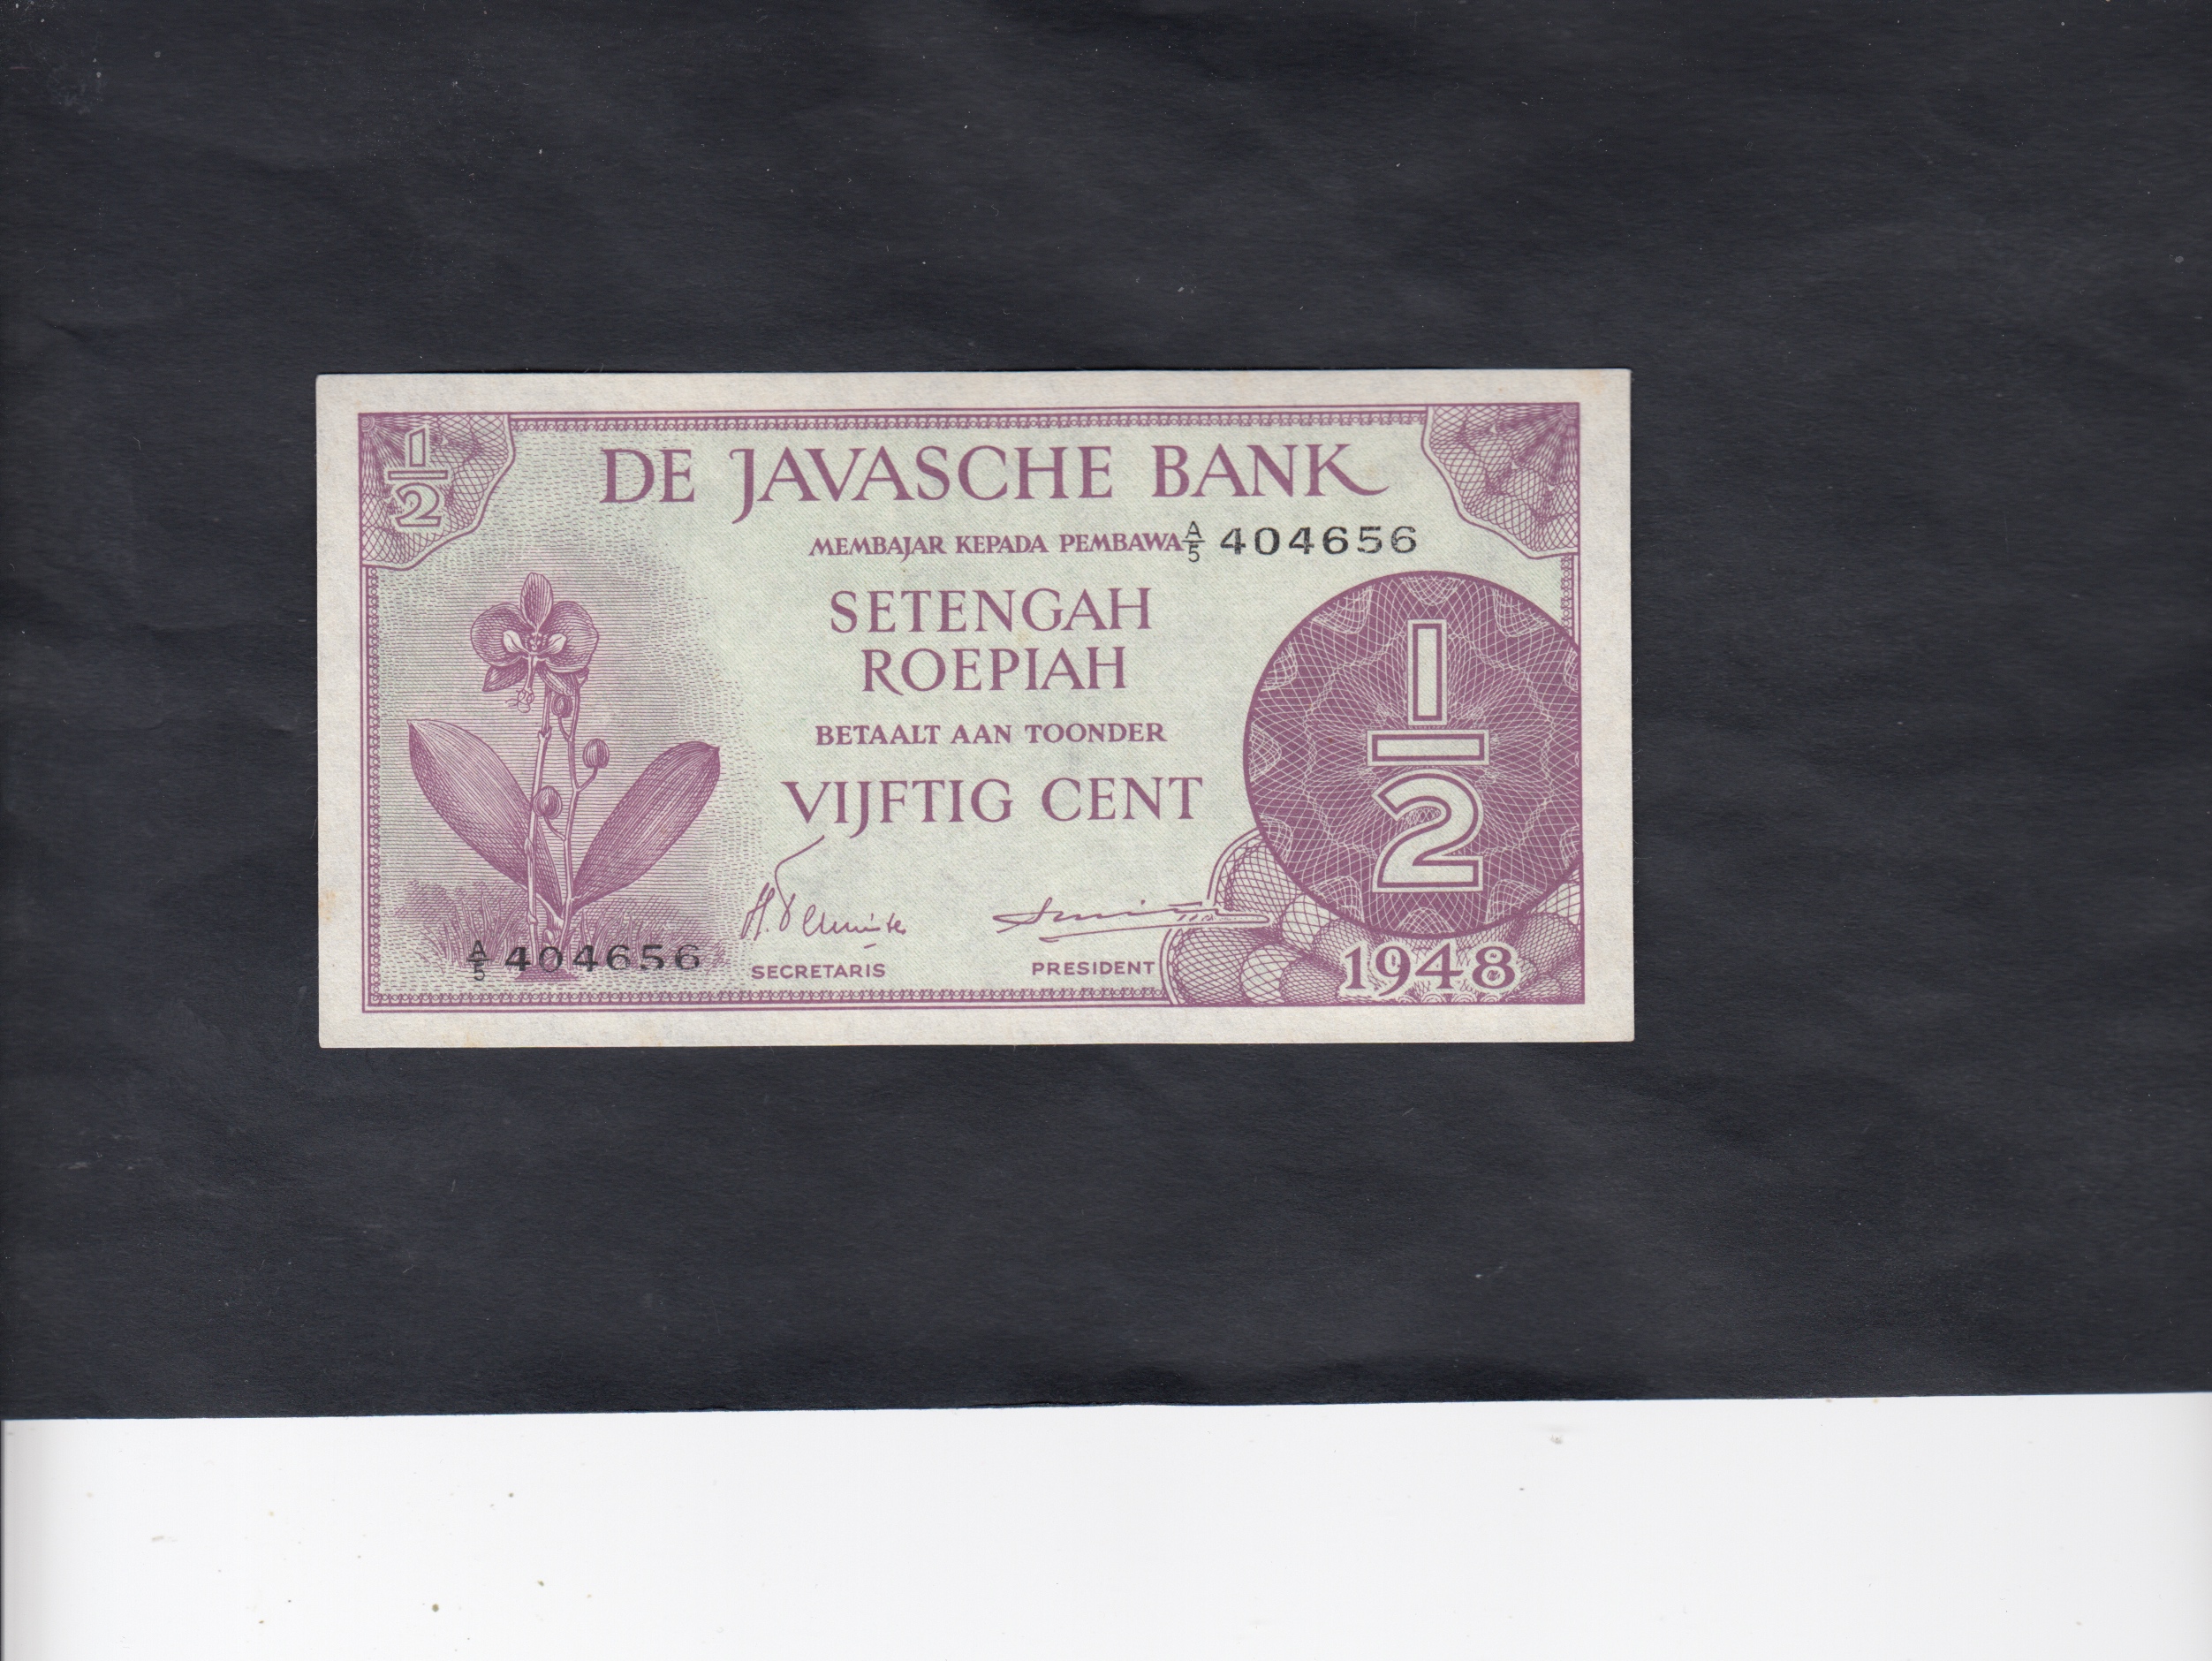 1/2
DE JAVASCHE BANK
MEMBAJAR KEPADA PEMBAWA A/5 404656
SETENGAH
ROEPIAH
BETAALT AAN TOONDER
VIJFTIG CENT
1/2
A/5 404656
SECRETARIS
PRESIDENT
1948